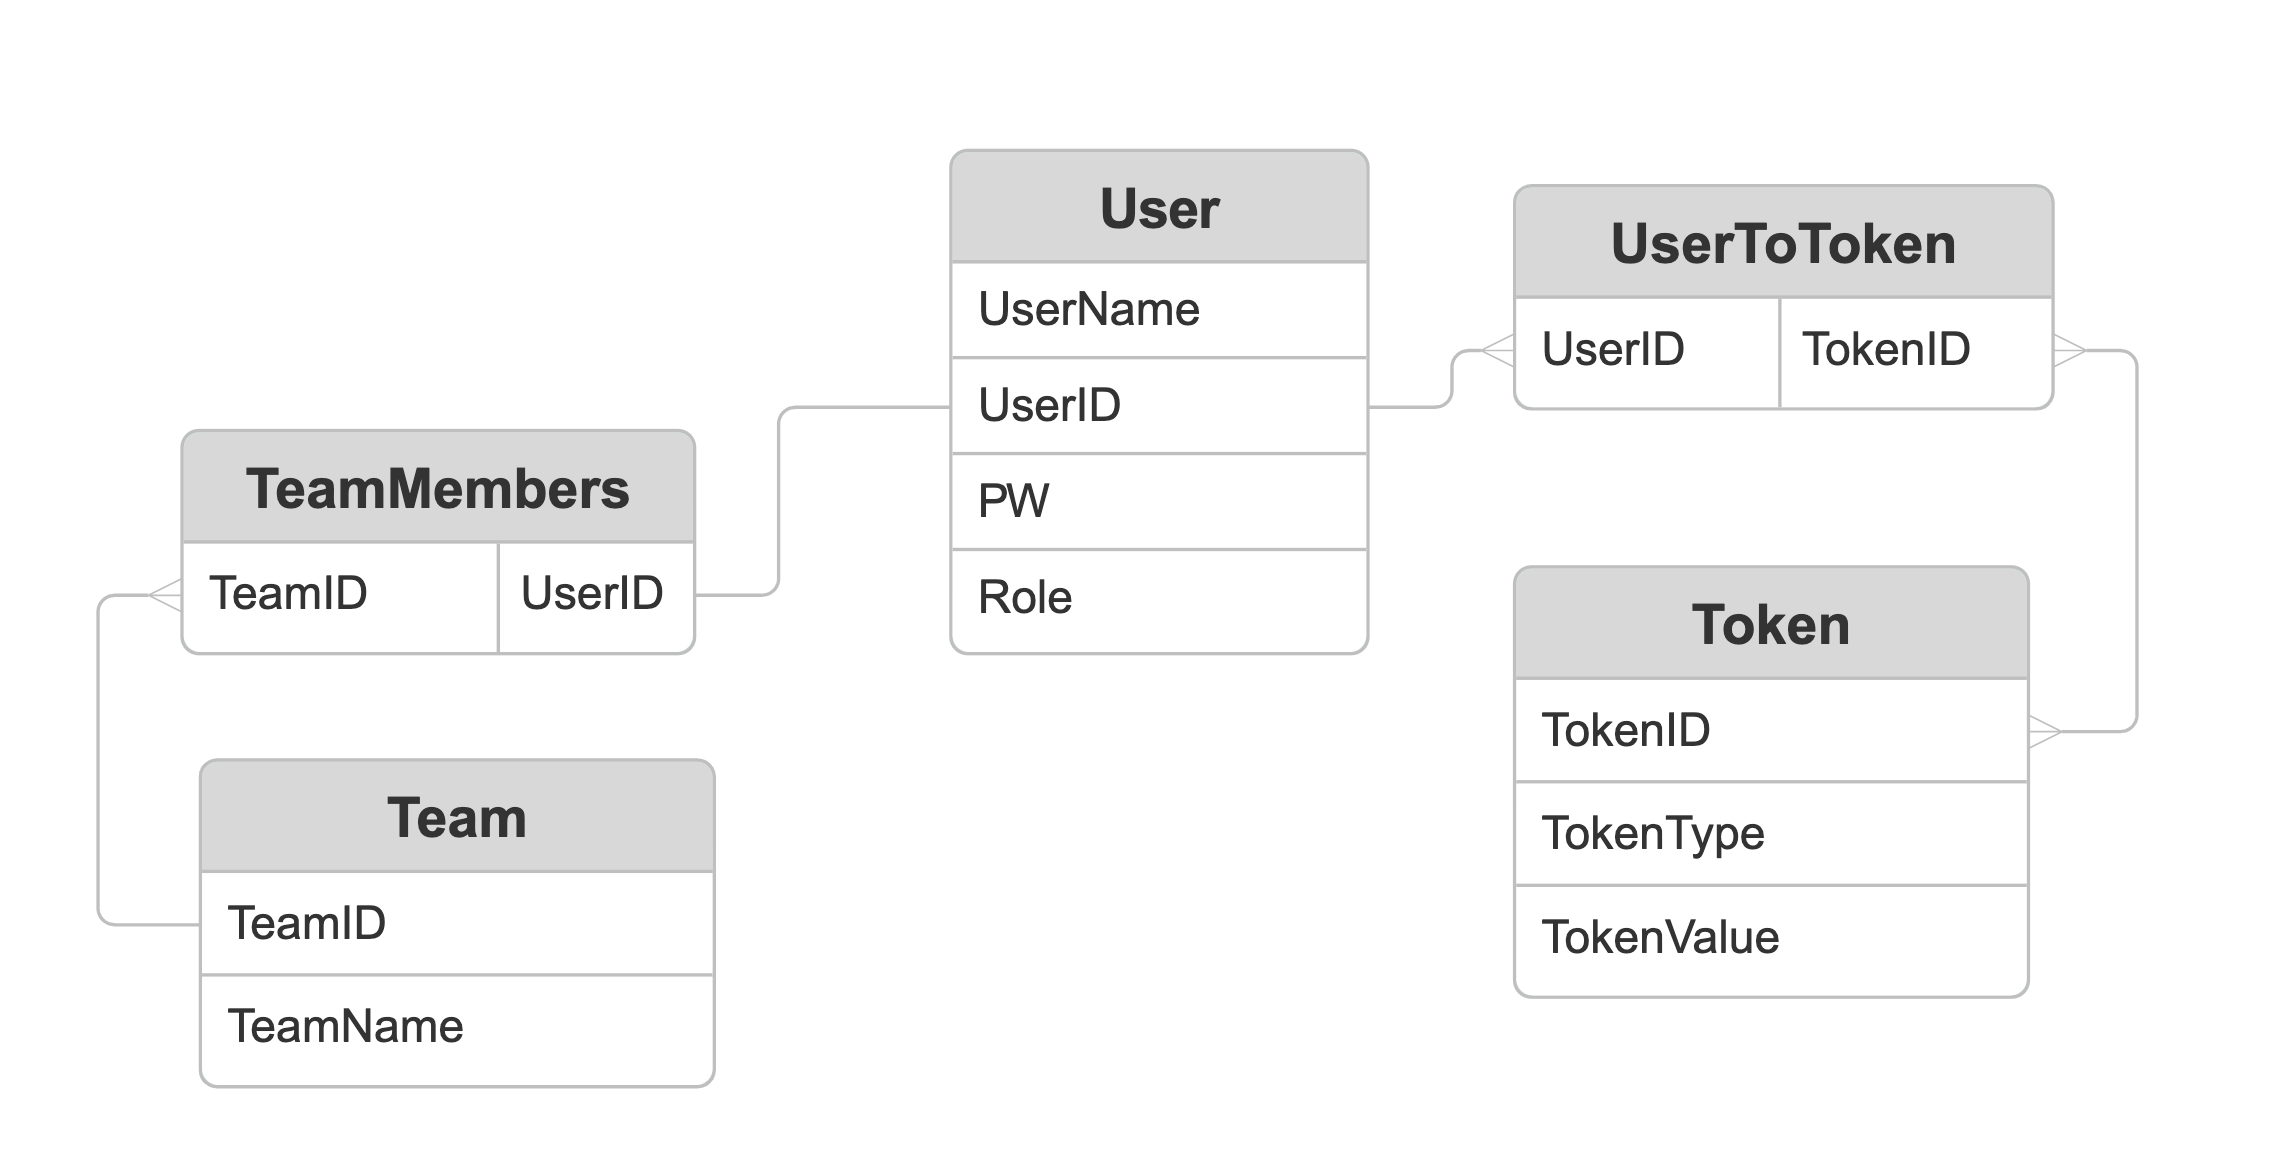 User
UserName
UserID
PW
Role
UserToToken
UserID TokenID
TeamMembers
TeamID UserID
Token
TokenID
TokenType
TokenValue
Team
TeamID
TeamName